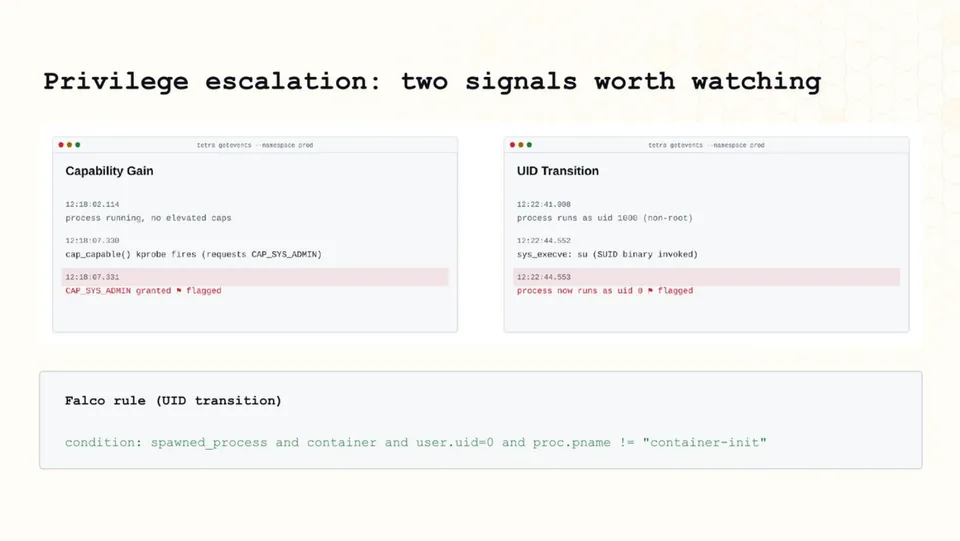 Privilege escalation: two signals worth watching
tetra getevents --namespace prod
Capability Gain
12:18:02.114
process running, no elevated caps
12:18:07.330
cap_capable() kprobe fires (requests CAP_SYS_ADMIN)
12:18:07.331
CAP_SYS_ADMIN granted ⚑ flagged
tetra getevents --namespace prod
UID Transition
12:22:41.008
process runs as uid 1000 (non-root)
12:22:44.552
sys_execve: su (SUID binary invoked)
12:22:44.553
process now runs as uid 0 ⚑ flagged
Falco rule (UID transition)
condition: spawned_process and container and user.uid=0 and proc.pname != "container-init"